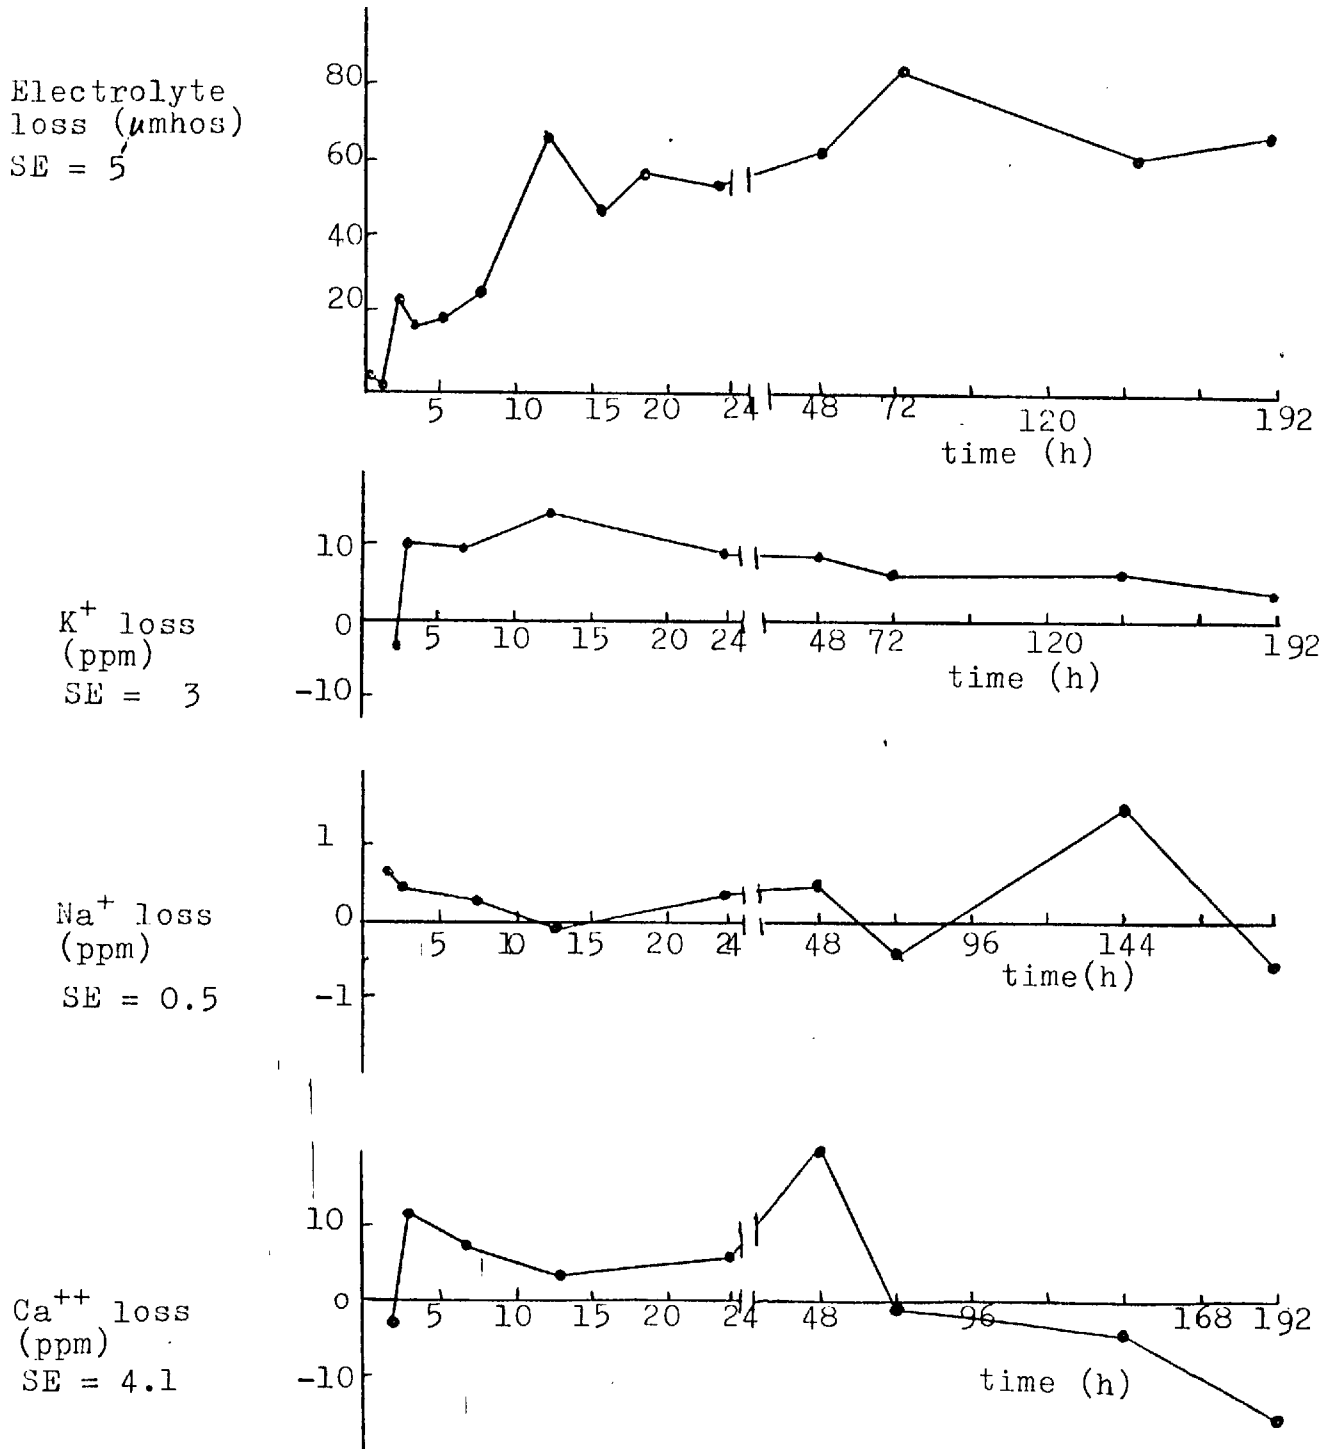 Electrolyte
loss (μmhos)
SE = 5
80
60
40
20
5 10 15 20 24 48 72 120 192
time (h)
K+ loss
(ppm)
SE = 3
10
0
-10
5 10 15 20 24 48 72 120 192
time (h)
Na+ loss
(ppm)
SE = 0.5
1
0
-1
5 10 15 20 24 48 96 144
time(h)
Ca++ loss
(ppm)
SE = 4.1
10
0
-10
5 10 15 20 24 48 96 168 192
time (h)